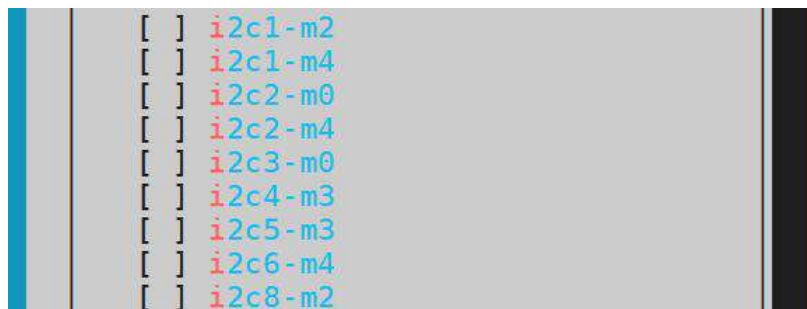 [ ] i2c1-m2
[ ] i2c1-m4
[ ] i2c2-m0
[ ] i2c2-m4
[ ] i2c3-m0
[ ] i2c4-m3
[ ] i2c5-m3
[ ] i2c6-m4
[ ] i2c8-m2